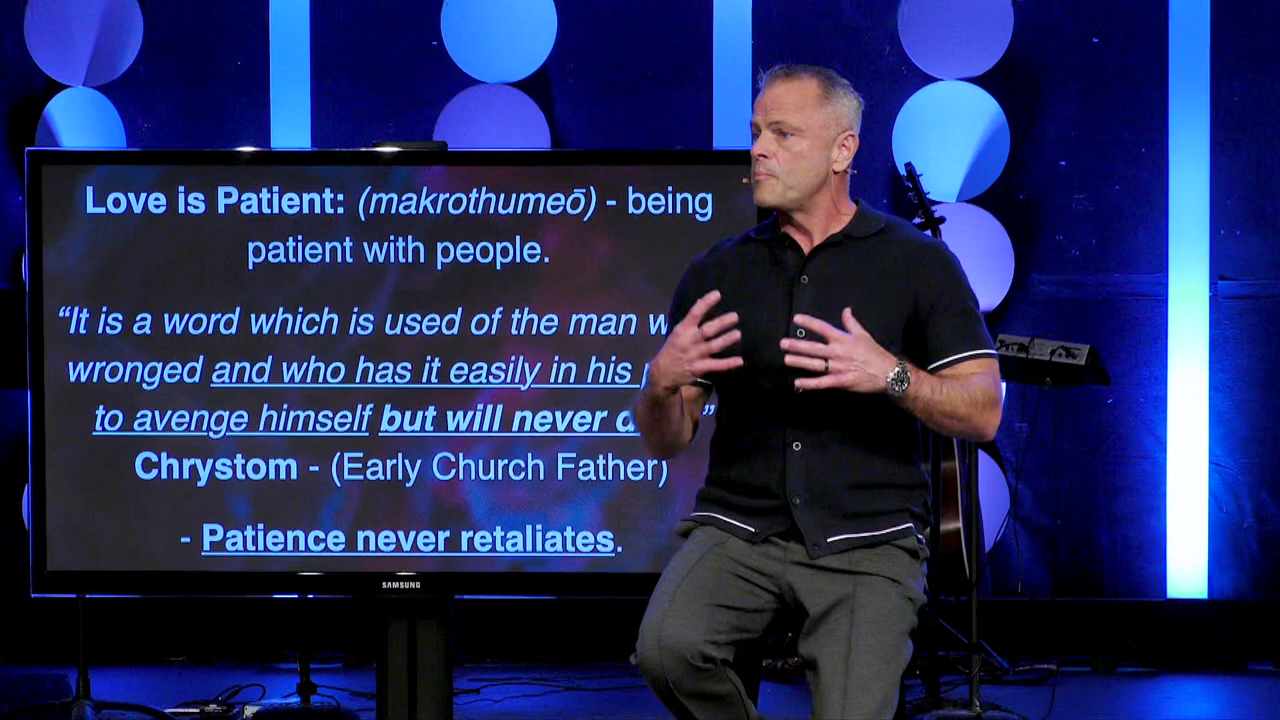 Love is Patient: (makrothumeō) - being
patient with people.
“It is a word which is used of the man
wronged and who has it easily in his
to avenge himself but will never
”
Chrystom - (Early Church Father)
- Patience never retaliates.
SAMSUNG